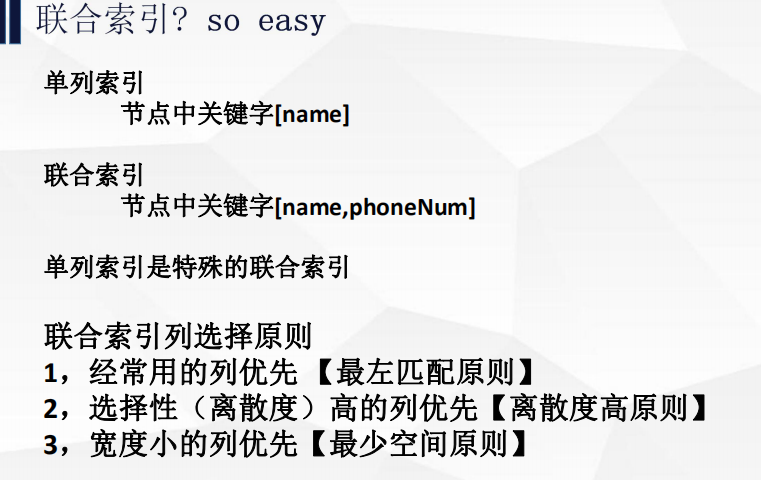 联合索引? so easy
单列索引
节点中关键字[name]
联合索引
节点中关键字[name,phoneNum]
单列索引是特殊的联合索引
联合索引列选择原则
1，经常用的列优先 【最左匹配原则】
2，选择性（离散度）高的列优先【离散度高原则】
3，宽度小的列优先【最少空间原则】